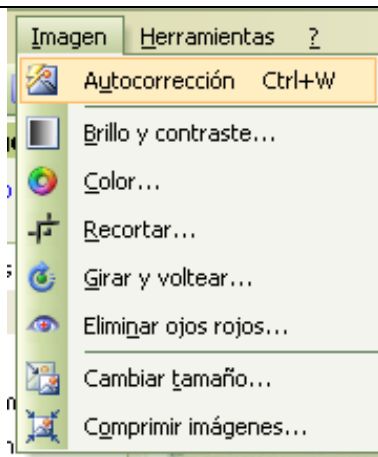 Imagen Herramientas ?
Autocorrección Ctrl+W
Brillo y contraste...
Color...
Recortar...
Girar y voltear...
Eliminar ojos rojos...
Cambiar tamaño...
Comprimir imágenes...